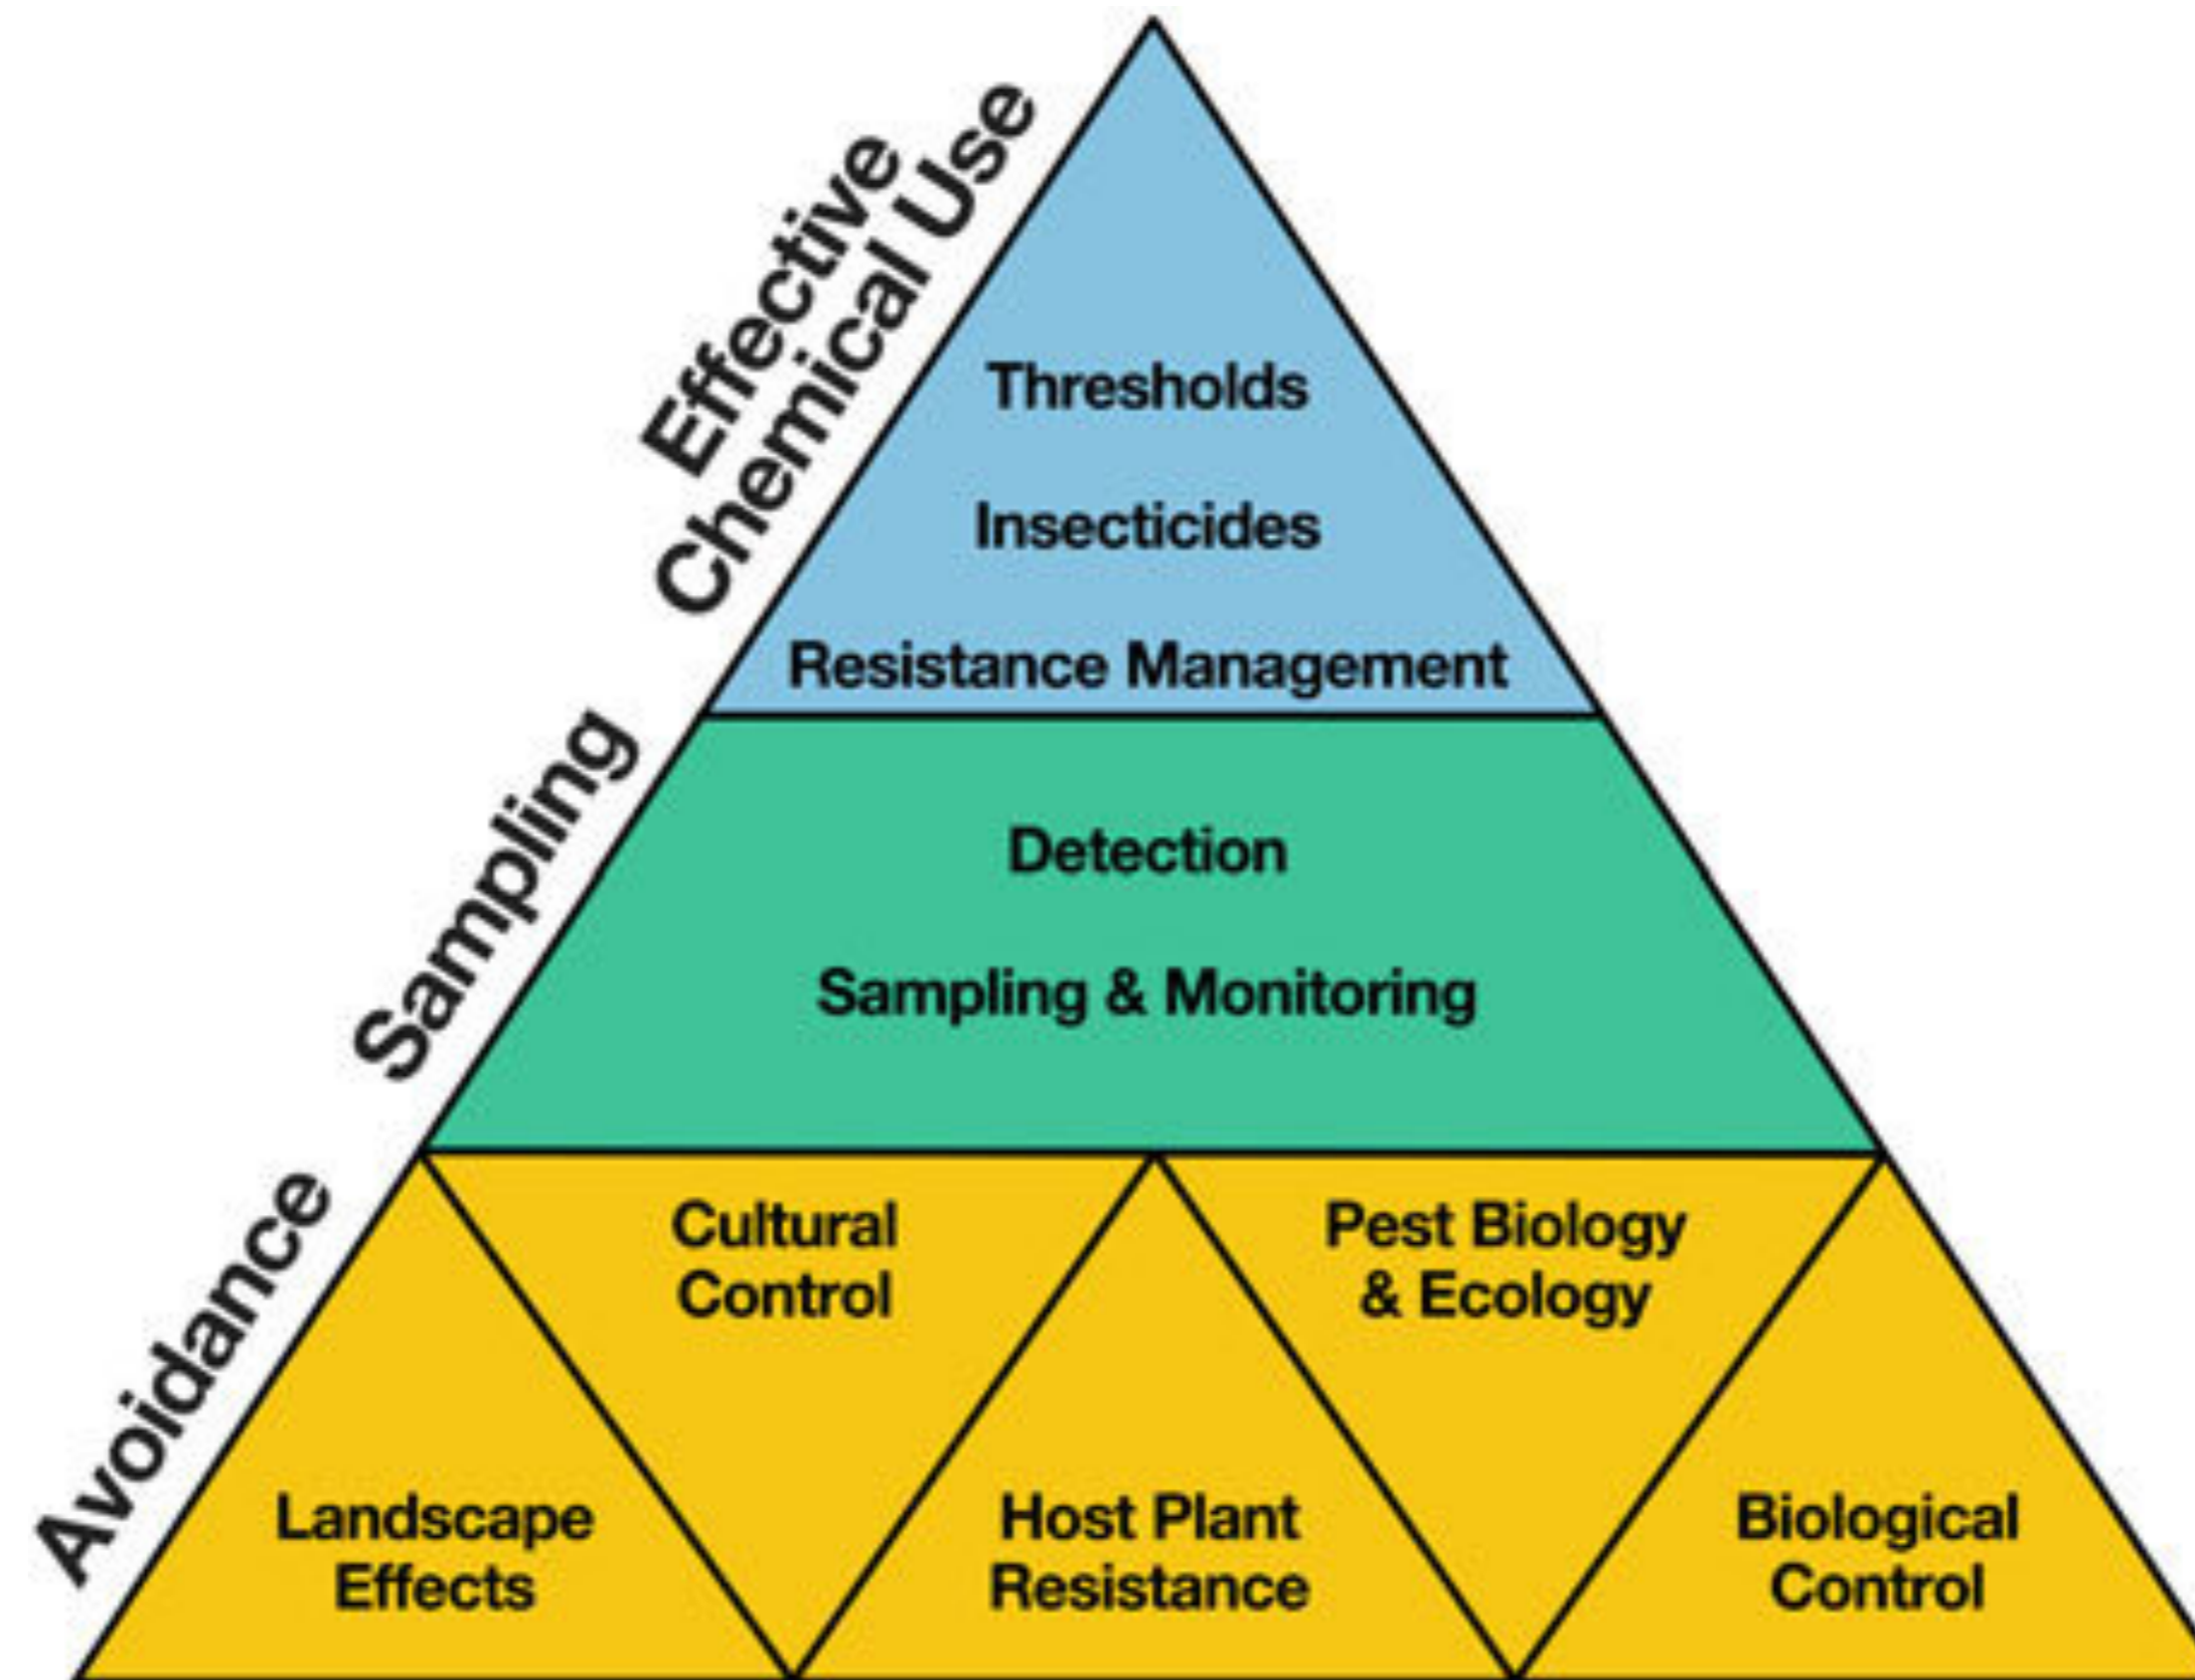 Effective
Chemical Use
Thresholds
Insecticides
Resistance Management
Sampling
Detection
Sampling & Monitoring
Avoidance
Cultural
Control
Pest Biology
& Ecology
Landscape
Effects
Host Plant
Resistance
Biological
Control